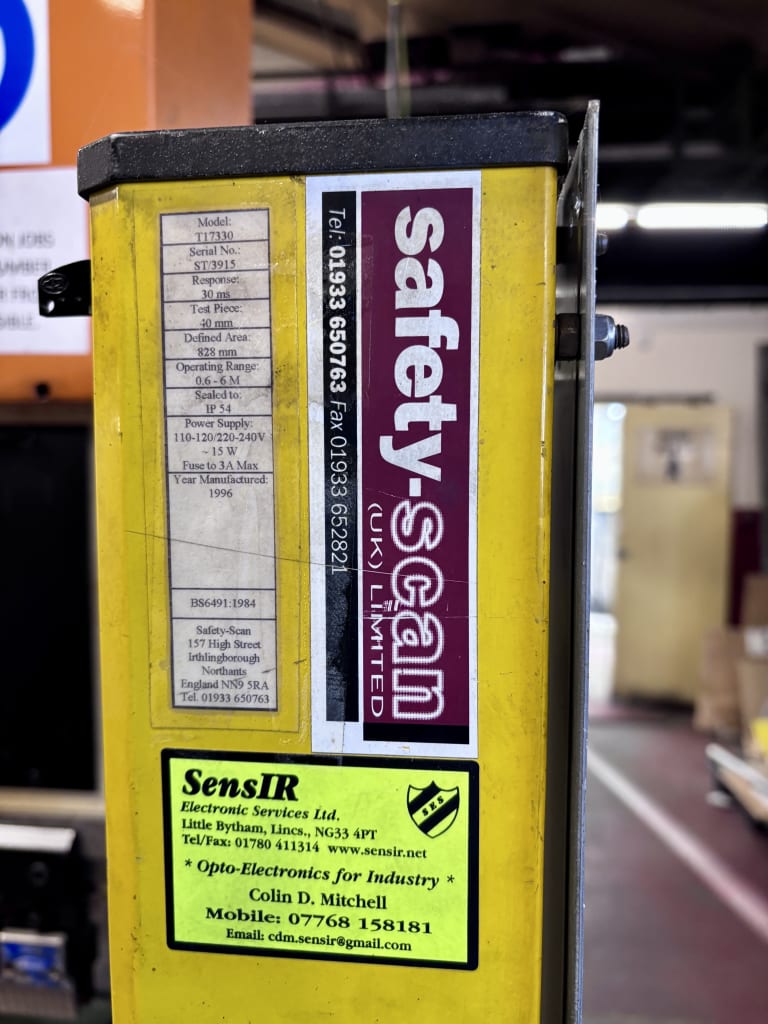 Model:
T17330
Serial No.:
ST/3915
Response:
30 ms
Test Piece:
40 mm
Defined Area:
828 mm
Operating Range:
0.6 - 6 M
Sealed to:
IP 54
Power Supply:
110-120/220-240V
~ 15 W
Fuse to 3A Max
Year Manufactured:
1996
BS6491:1984
Safety-Scan
157 High Street
Irthlingborough
Northants
England NN9 5RA
Tel. 01933 650763
safety-scan
(UK) LIMITED
Tel: 01933 650763 Fax 01933 652821
SensIR
Electronic Services Ltd.
Little Bytham, Lincs., NG33 4PT
Tel/Fax: 01780 411314 www.sensir.net
SES
* Opto-Electronics for Industry *
Colin D. Mitchell
Mobile: 07768 158181
Email: cdm.sensir@gmail.com